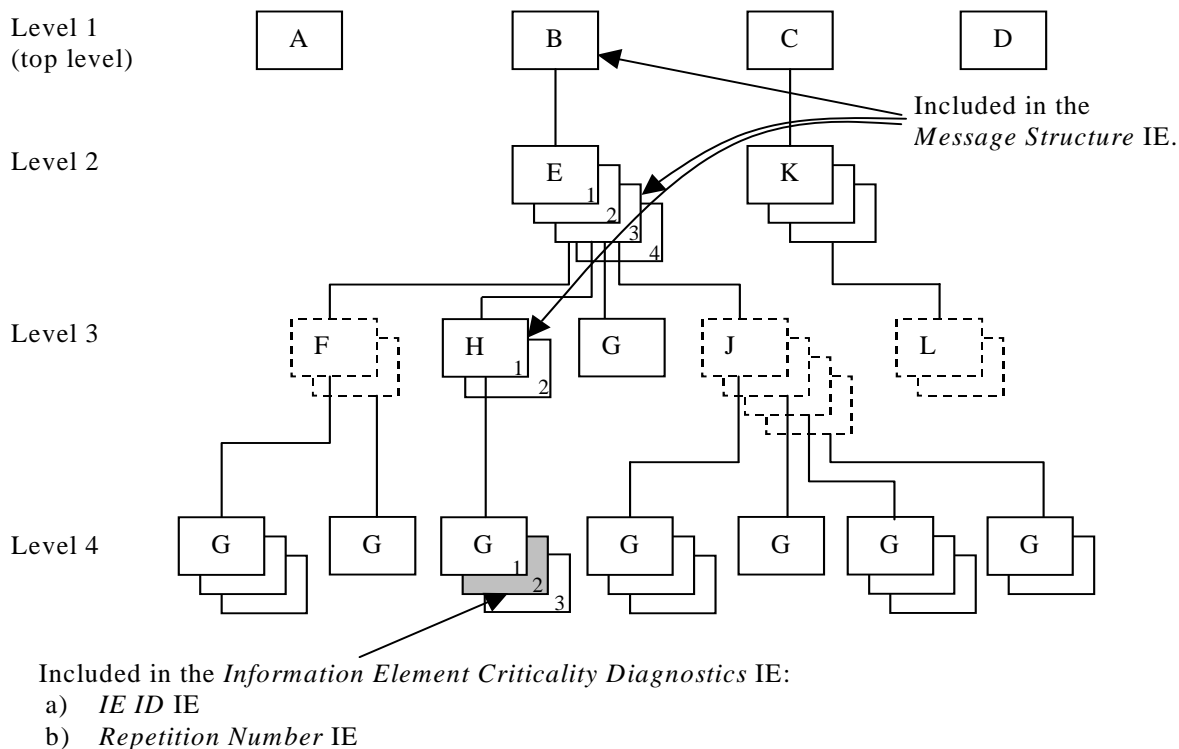 Level 1
(top level)
A
B
C
D
Included in the
Message Structure IE.
Level 2
E
1
2
3
4
K
Level 3
F
H
1
2
G
J
L
Level 4
G
G
G
1
2
3
G
G
G
G
Included in the Information Element Criticality Diagnostics IE:
a) IE ID IE
b) Repetition Number IE